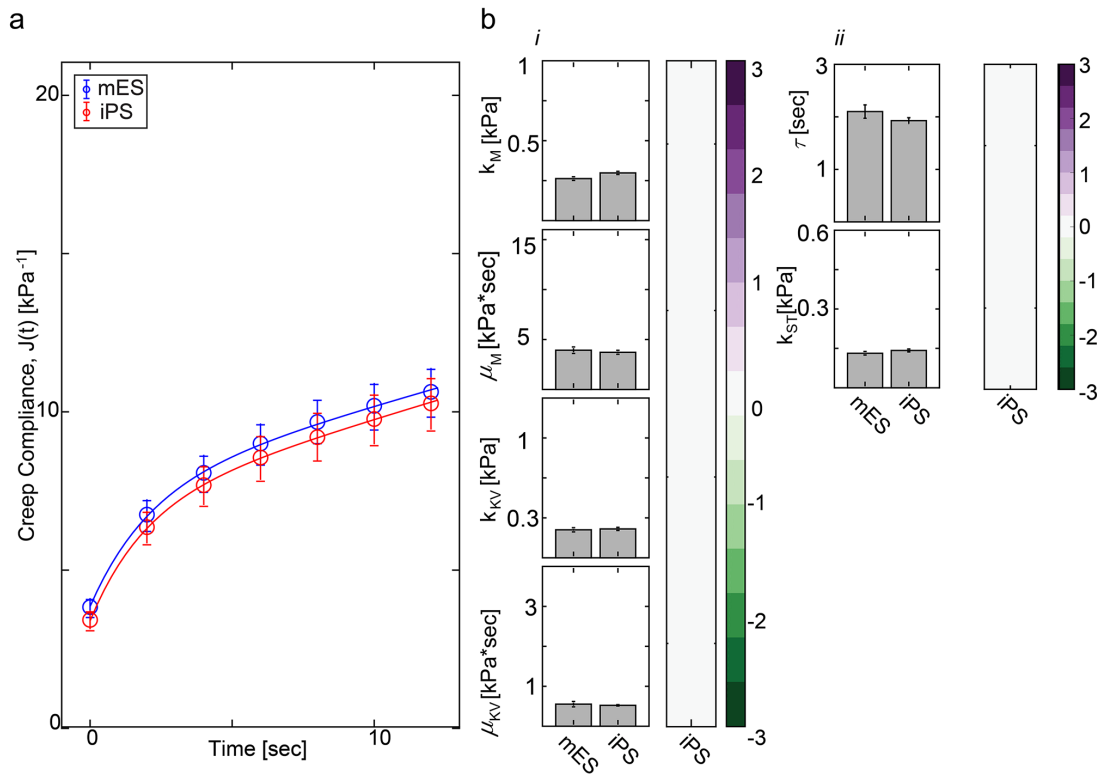 a
20
10
0
0
10
mES
iPS
Creep Compliance, J(t) [kPa-1]
Time [sec]
b
i
1
0.5
k_M [kPa]
15
5
μ_M [kPa*sec]
1
0.3
k_KV [kPa]
3
1
μ_KV [kPa*sec]
mES
iPS
iPS
3
2
1
0
-1
-2
-3
ii
3
1
τ [sec]
0.6
0.3
k_ST [kPa]
mES
iPS
iPS
3
2
1
0
-1
-2
-3